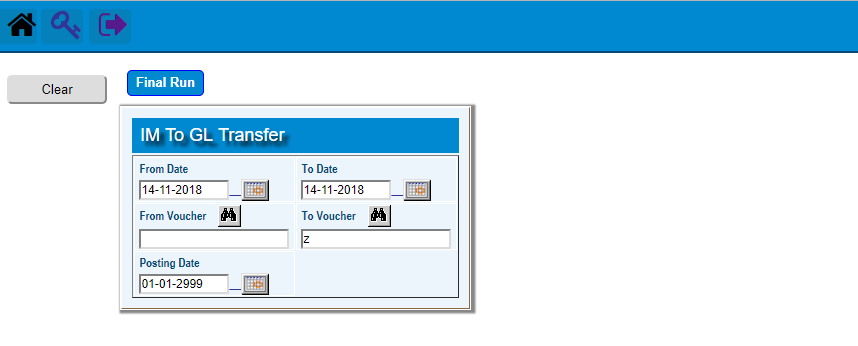 Clear
Final Run
IM To GL Transfer
From Date
To Date
14-11-2018
14-11-2018
From Voucher
To Voucher
z
Posting Date
01-01-2999